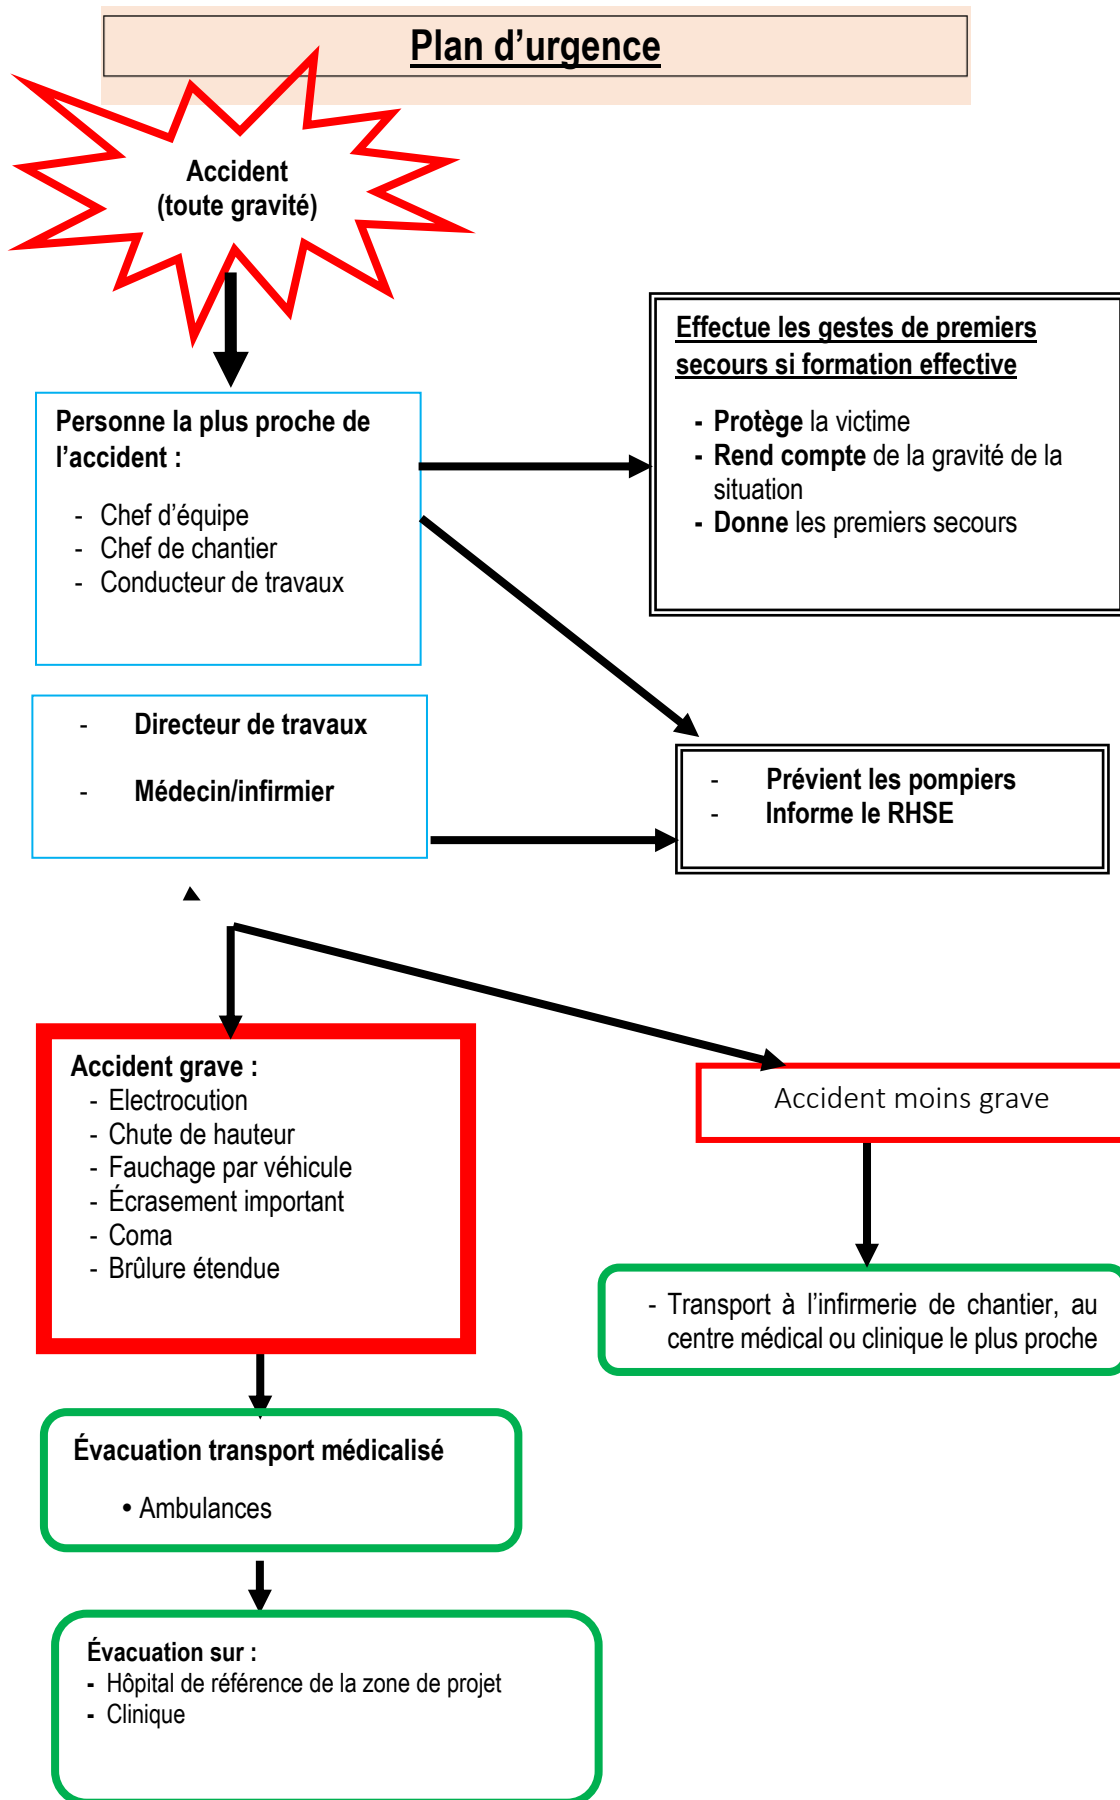 Plan d’urgence
Accident
(toute gravité)
Effectue les gestes de premiers
secours si formation effective
- Protège la victime
- Rend compte de la gravité de la
situation
- Donne les premiers secours
Personne la plus proche de
l’accident :
- Chef d’équipe
- Chef de chantier
- Conducteur de travaux
- Directeur de travaux
- Médecin/infirmier
- Prévient les pompiers
- Informe le RHSE
Accident grave :
- Electrocution
- Chute de hauteur
- Fauchage par véhicule
- Écrasement important
- Coma
- Brûlure étendue
Accident moins grave
- Transport à l’infirmerie de chantier, au
centre médical ou clinique le plus proche
Évacuation transport médicalisé
• Ambulances
Évacuation sur :
- Hôpital de référence de la zone de projet
- Clinique